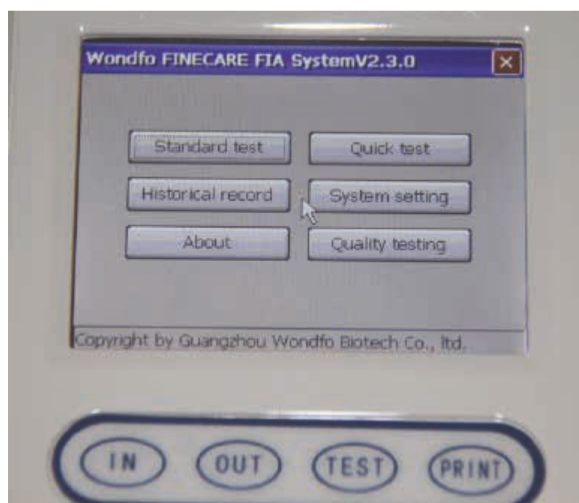 Wondfo FINECARE FIA SystemV2.3.0
Standard test
Quick test
Historical record
System setting
About
Quality testing
Copyright by Guangzhou Wondfo Biotech Co., ltd.
IN
OUT
TEST
PRINT